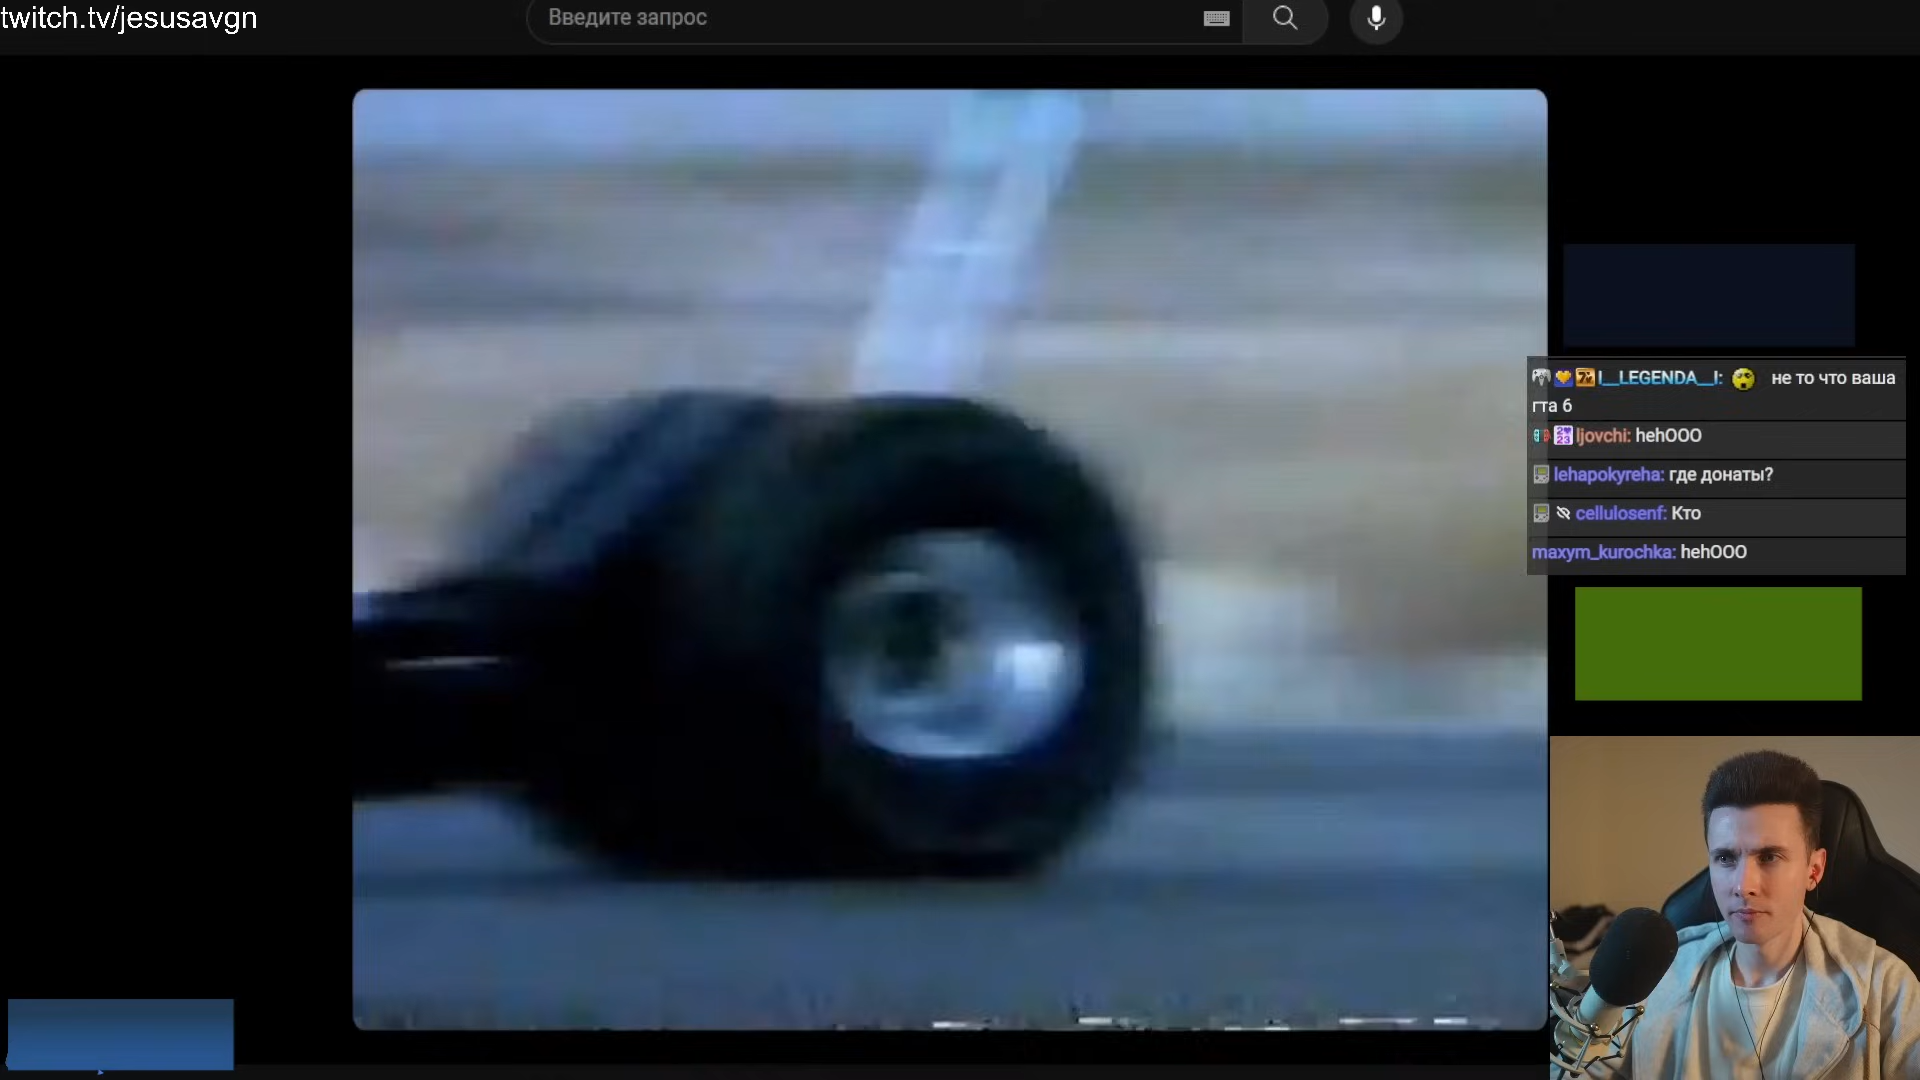 twitch.tv/jesusavgn
Введите запрос
I__LEGENDA__I: не то что ваша
гта 6
ljovchi: hehOOO
lehapokyreha: где донаты?
cellulosenf: Кто
maxym_kurochka: hehOOO